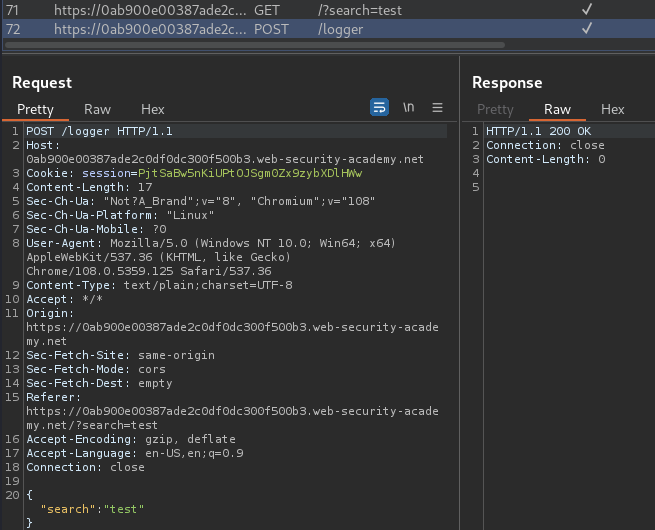 71 https://0ab900e00387ade2c... GET /?search=test ✓
72 https://0ab900e00387ade2c... POST /logger ✓
Request
Response
Pretty Raw Hex \n
Pretty Raw Hex
1 POST /logger HTTP/1.1
2 Host:
0ab900e00387ade2c0df0dc300f500b3.web-security-academy.net
3 Cookie: session=PjtSaBw5nKiUPtOJSgmOZx9zybXDlHWw
4 Content-Length: 17
5 Sec-Ch-Ua: "Not?A_Brand";v="8", "Chromium";v="108"
6 Sec-Ch-Ua-Platform: "Linux"
7 Sec-Ch-Ua-Mobile: ?0
8 User-Agent: Mozilla/5.0 (Windows NT 10.0; Win64; x64)
AppleWebKit/537.36 (KHTML, like Gecko)
Chrome/108.0.5359.125 Safari/537.36
9 Content-Type: text/plain;charset=UTF-8
10 Accept: */*
11 Origin:
https://0ab900e00387ade2c0df0dc300f500b3.web-security-acade
my.net
12 Sec-Fetch-Site: same-origin
13 Sec-Fetch-Mode: cors
14 Sec-Fetch-Dest: empty
15 Referer:
https://0ab900e00387ade2c0df0dc300f500b3.web-security-acade
my.net/?search=test
16 Accept-Encoding: gzip, deflate
17 Accept-Language: en-US,en;q=0.9
18 Connection: close
19
20 {
"search":"test"
}
1 HTTP/1.1 200 OK
2 Connection: close
3 Content-Length: 0
4
5